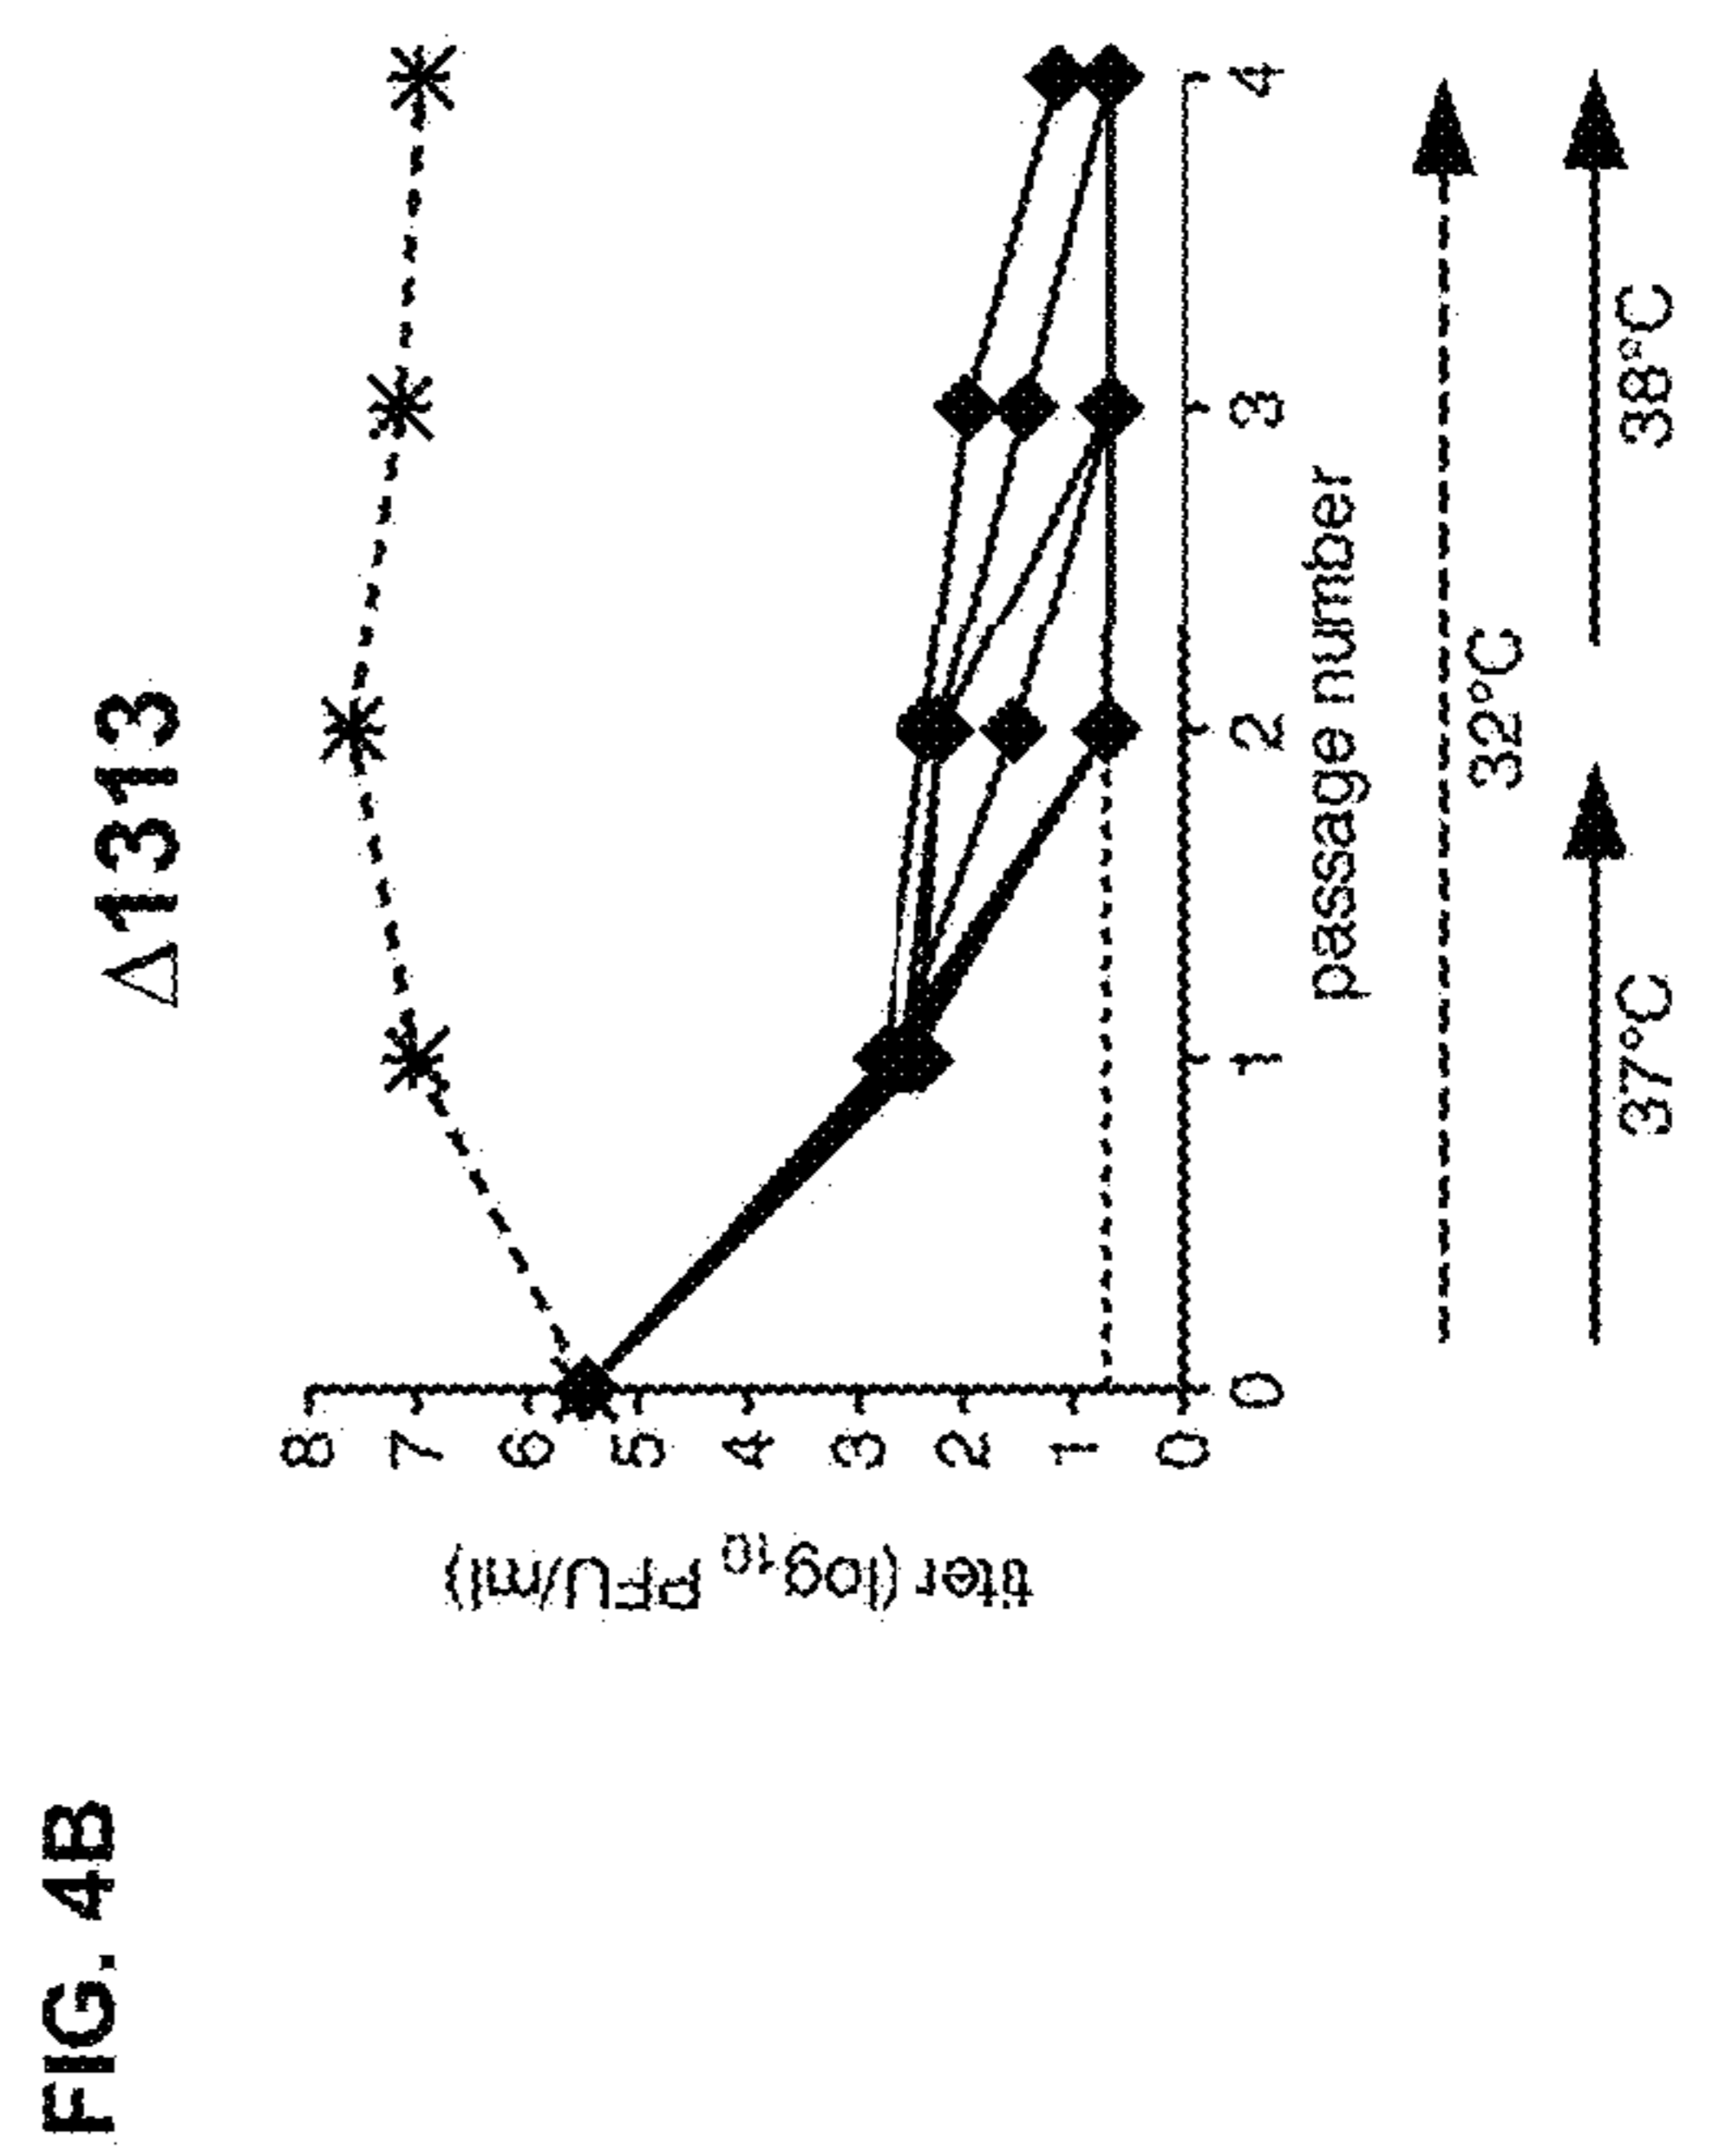 FIG. 4B
Δ1313
titer (log10 PFU/ml)
8
7
6
5
4
3
2
1
0
0 1 2 3 4
passage number
32°C
37°C 38°C